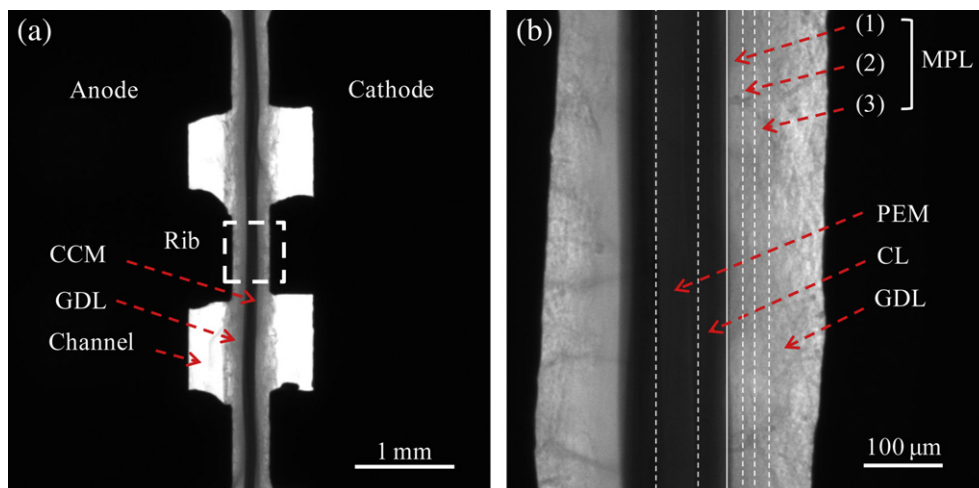 (a)
Anode
Cathode
Rib
CCM
GDL
Channel
1 mm
(b)
(1)
(2)
(3)
MPL
PEM
CL
GDL
100 μm